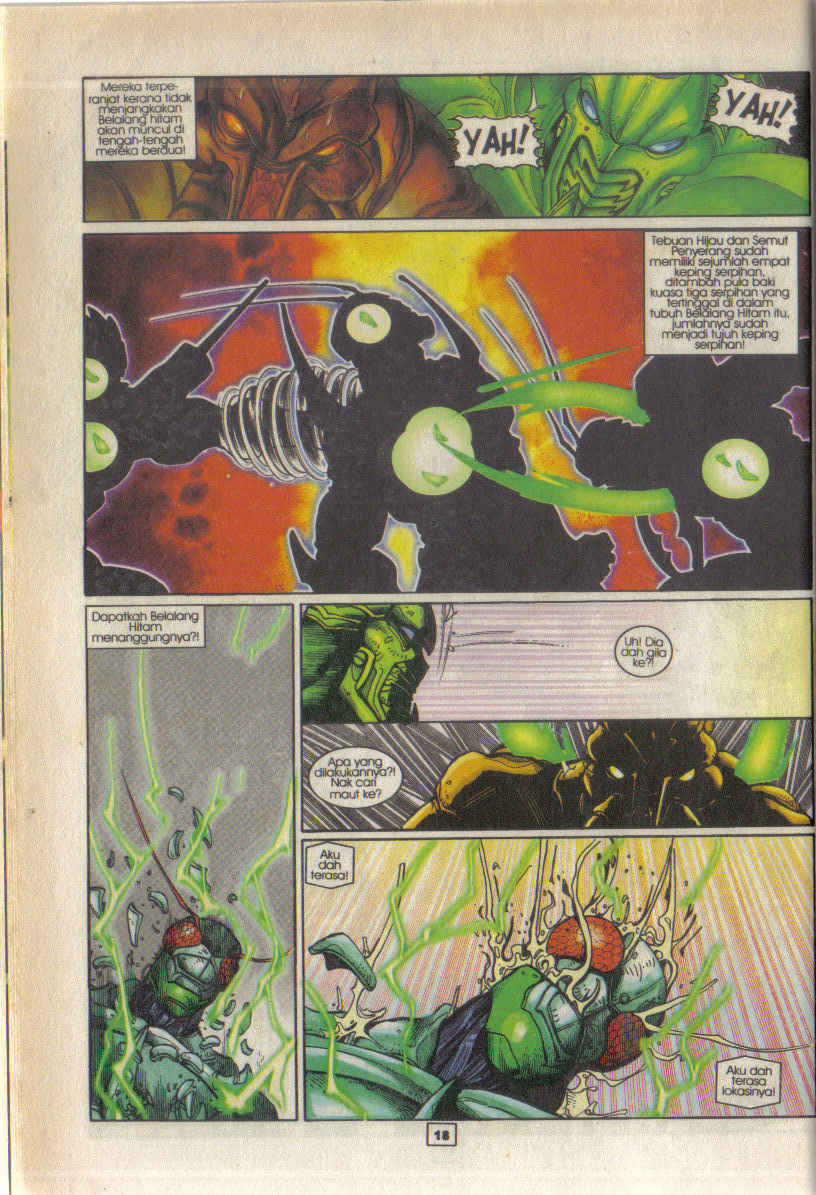 Mereka terpe-
ranjat kerana tidak
menjangkakan
Belalang hitam
akan muncul di
tengah-tengah
mereka berdua!
YAH!
YAH!
Tebuan Hijau dan Semut
Penyerang sudah
memiliki sejumlah empat
keping serpihan,
ditambah pula baki
kuasa tiga serpihan yang
tertinggal di dalam
tubuh Belalang Hitam itu,
jumlahnya sudah
menjadi tujuh keping
serpihan!
Dapatkah Belalang
Hitam
menanggungnya?!
Uh! Dia
dah gila
ke?!
Apa yang
dilakukannya?!
Nak cari
maut ke?
Aku
dah
terasa!
Aku dah
terasa
lokasinya!
18